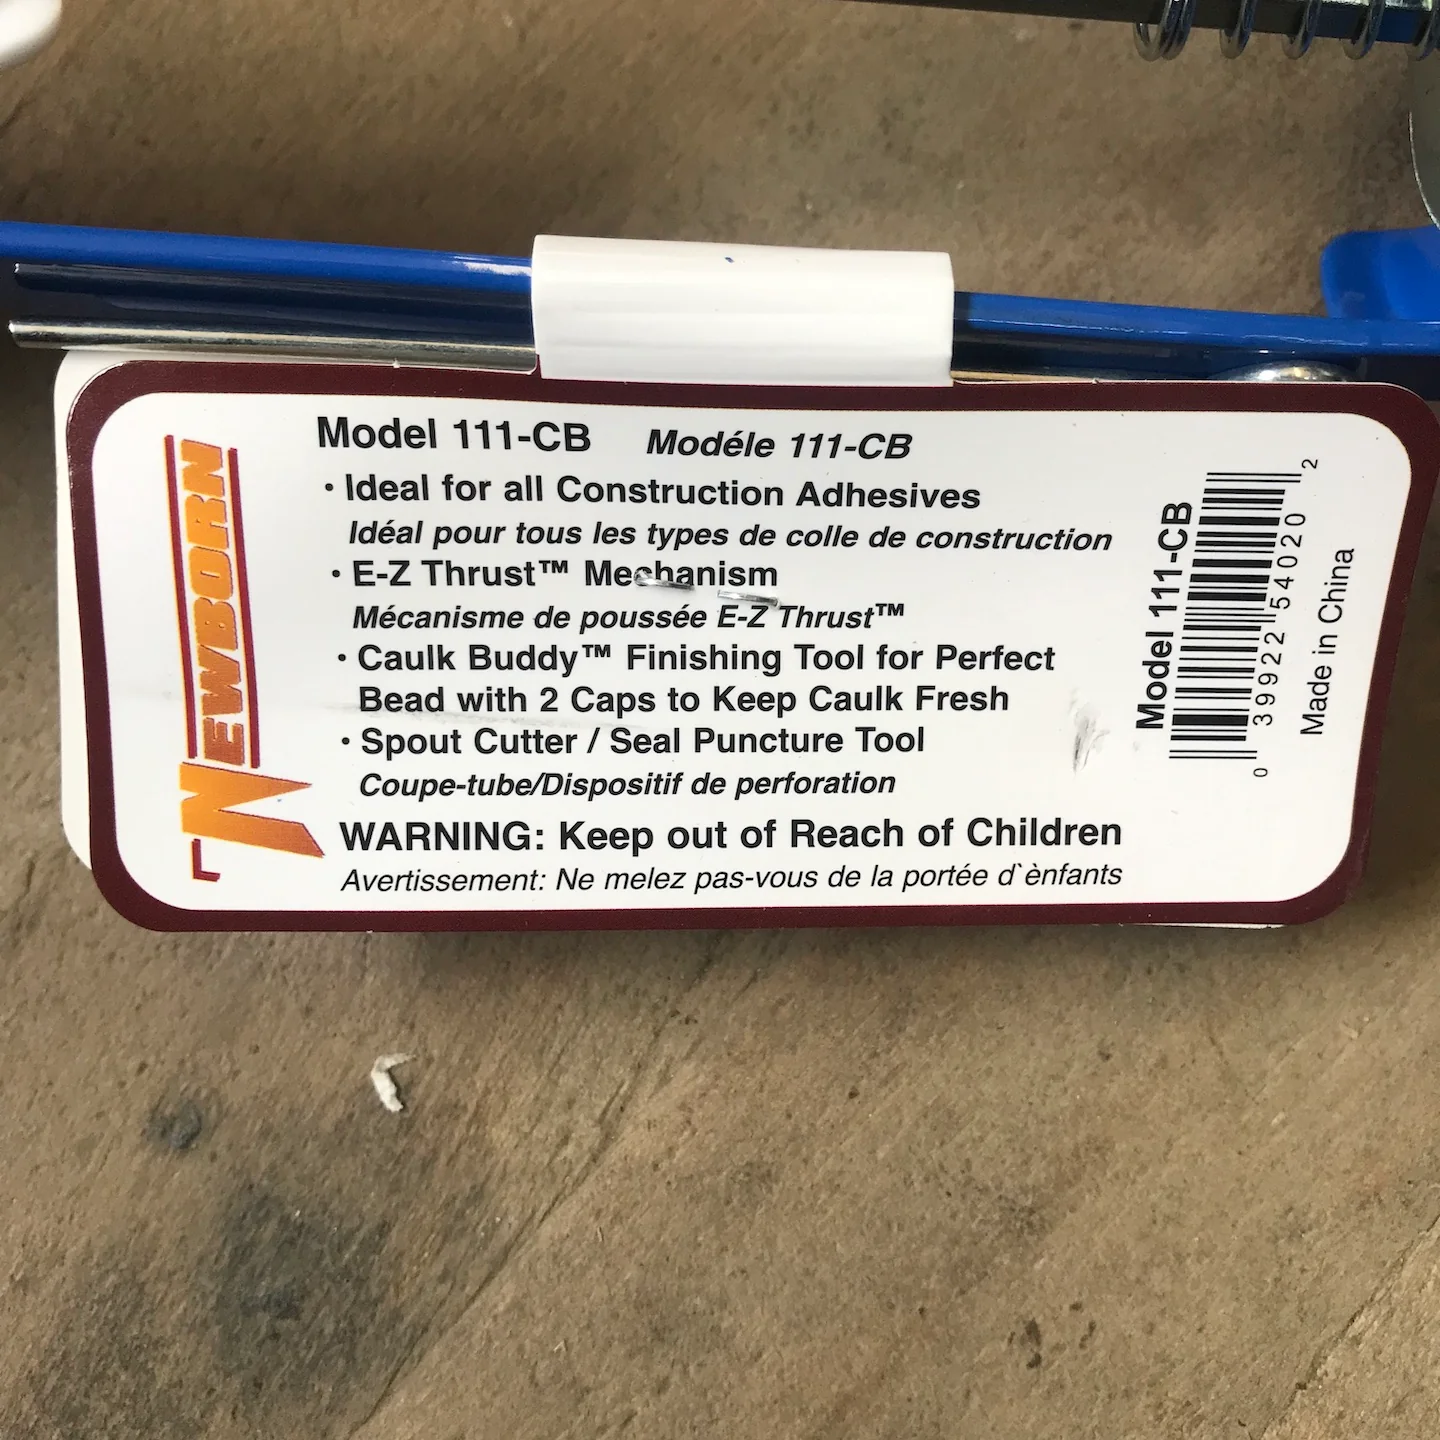 NEWBORN
Model 111-CB Modéle 111-CB
• Ideal for all Construction Adhesives
Idéal pour tous les types de colle de construction
• E-Z Thrust™ Mechanism
Mécanisme de poussée E-Z Thrust™
• Caulk Buddy™ Finishing Tool for Perfect
Bead with 2 Caps to Keep Caulk Fresh
• Spout Cutter / Seal Puncture Tool
Coupe-tube/Dispositif de perforation
WARNING: Keep out of Reach of Children
Avertissement: Ne melez pas-vous de la portée d`ènfants
Model 111-CB
0 39922 54020 2
Made in China